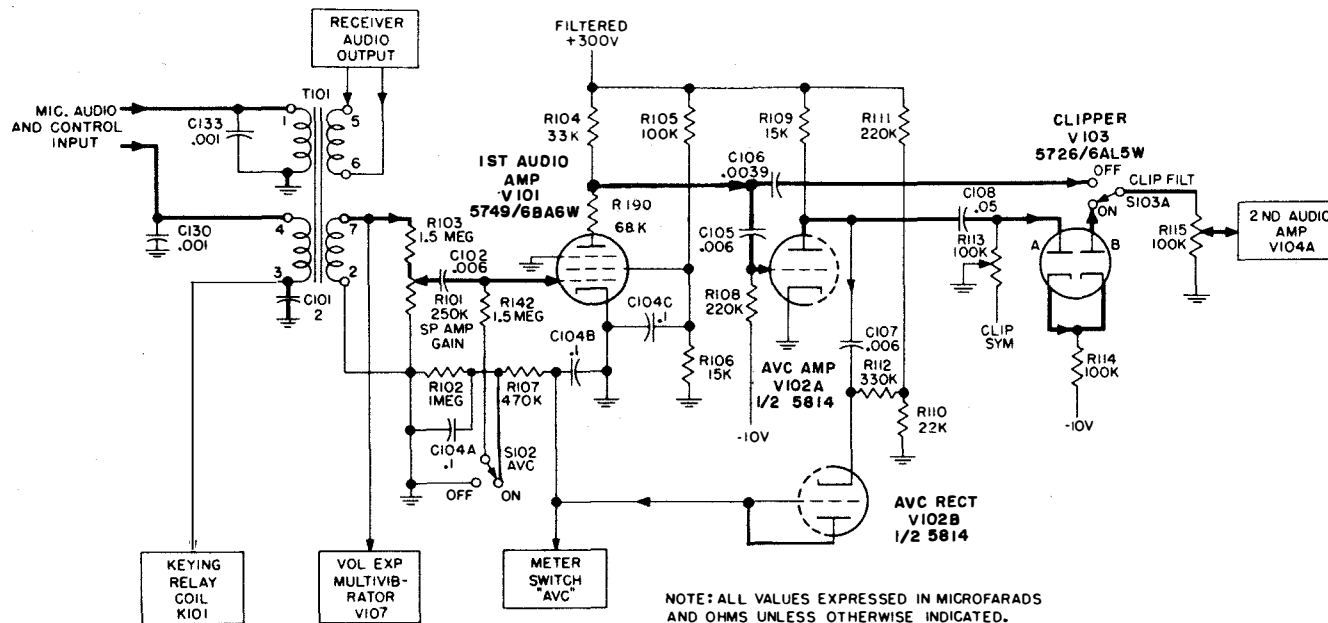 RECEIVER
AUDIO
OUTPUT
FILTERED
+300V
MIC. AUDIO
AND CONTROL
INPUT
T101
C133
.001
1
5
6
4
7
3
2
C130
.001
C101
2
R103
1.5 MEG
C102
.006
R101
250K
SP AMP
GAIN
R142
1.5MEG
1ST AUDIO
AMP
V101
5749/6BA6W
R104
33K
R105
100K
R109
15K
R111
220K
R190
68K
C106
.0039
C105
.006
R108
220K
-10V
C104C
.1
C104B
.1
R106
15K
R102
1MEG
R107
470K
C104A
.1
S102
AVC
OFF
ON
AVC AMP
V102A
1/2 5814
C107
.006
R112
330K
R110
22K
C108
.05
R113
100K
CLIP
SYM
CLIPPER
V103
5726/6AL5W
OFF
CLIP FILT
ON
S103A
A
B
R114
100K
-10V
R115
100K
2ND AUDIO
AMP
V104A
AVC RECT
V102B
1/2 5814
KEYING
RELAY
COIL
K101
VOL EXP
MULTIVIB-
RATOR
V107
METER
SWITCH
"AVC"
NOTE: ALL VALUES EXPRESSED IN MICROFARADS
AND OHMS UNLESS OTHERWISE INDICATED.